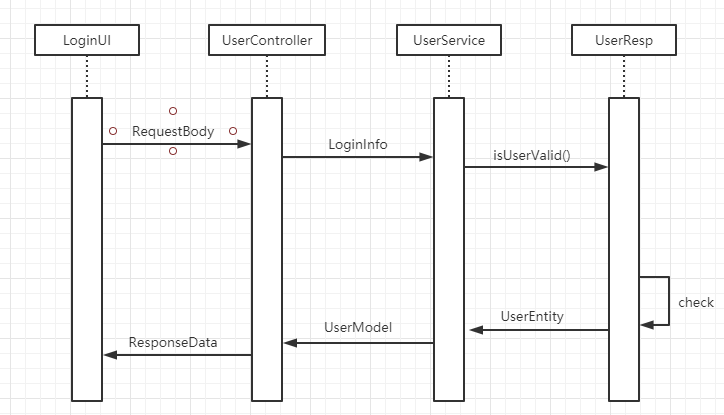 LoginUI
UserController
UserService
UserResp
RequestBody
LoginInfo
isUserValid()
check
UserEntity
UserModel
ResponseData